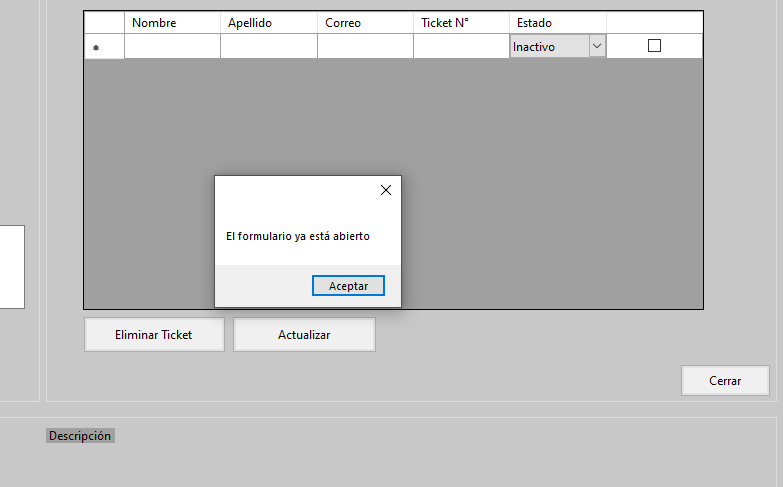 Nombre Apellido Correo Ticket N° Estado
Inactivo
El formulario ya está abierto
Aceptar
Eliminar Ticket Actualizar
Cerrar
Descripción